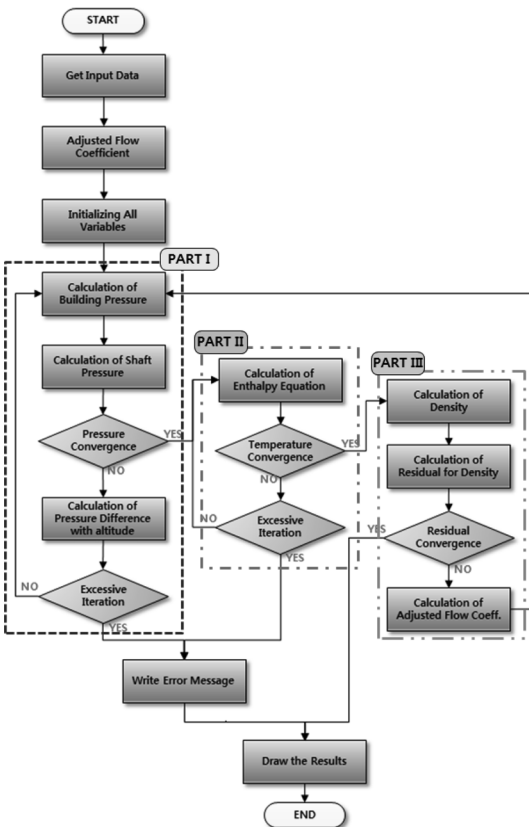 START
Get Input Data
Adjusted Flow
Coefficient
Initializing All
Variables
PART I
Calculation of
Building Pressure
Calculation of Shaft
Pressure
Pressure
Convergence
YES
NO
Calculation of
Pressure Difference
with altitude
NO
Excessive
Iteration
YES
PART II
Calculation of
Enthalpy Equation
Temperature
Convergence
YES
NO
NO
Excessive
Iteration
YES
PART III
Calculation of
Density
Calculation of
Residual for Density
YES
Residual
Convergence
NO
Calculation of
Adjusted Flow Coeff.
Write Error Message
Draw the Results
END